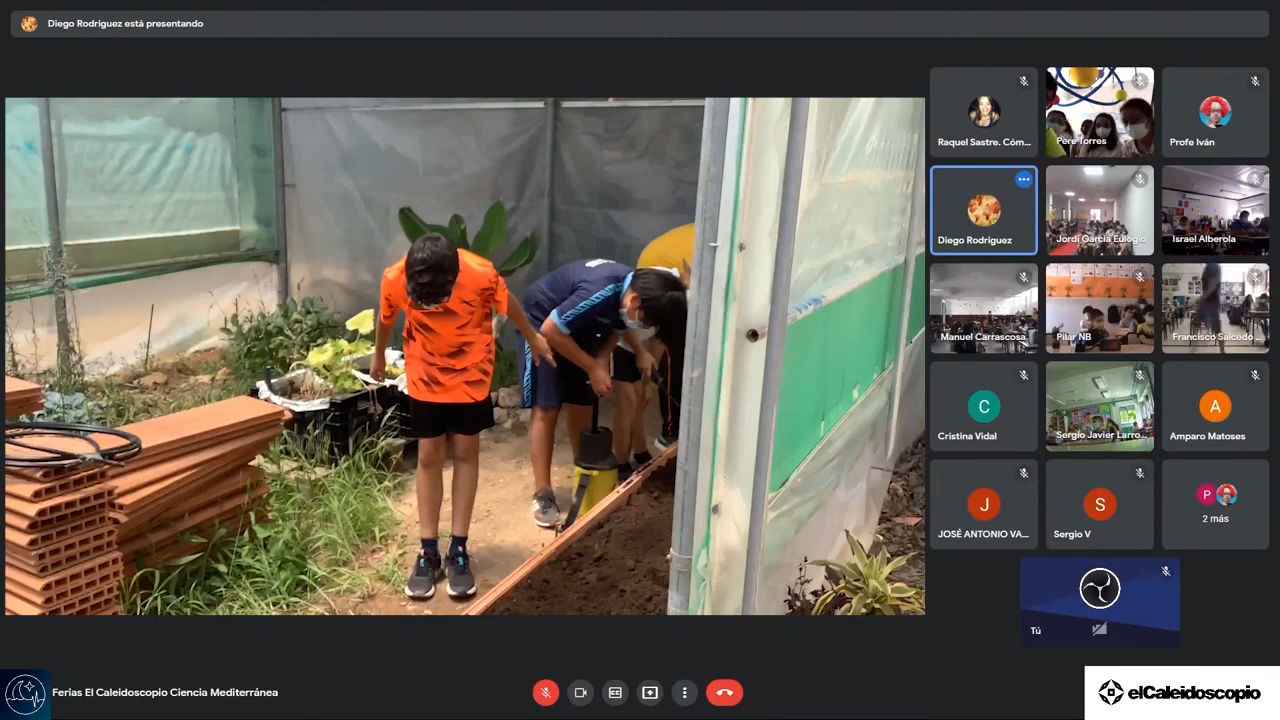 Diego Rodríguez está presentando
Raquel Sastre. Cóm...
Pere Torres
Profe Iván
Diego Rodríguez
Jordi García Eulogio
Israel Alberola
Manuel Carrascosa
Pilar NB
Francisco Salcedo ...
C
Cristina Vidal
Sergio Javier Larro...
A
Amparo Matoses
J
JOSÉ ANTONIO VA...
S
Sergio V
P
2 más
Tú
Ferias El Caleidoscopio Ciencia Mediterránea
elCaleidoscopio